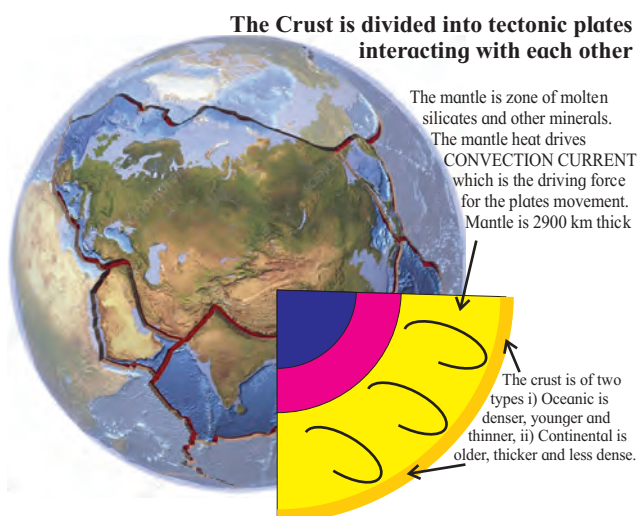 The Crust is divided into tectonic plates
interacting with each other
The mantle is zone of molten
silicates and other minerals.
The mantle heat drives
CONVECTION CURRENT
which is the driving force
for the plates movement.
Mantle is 2900 km thick
The crust is of two
types i) Oceanic is
denser, younger and
thinner, ii) Continental is
older, thicker and less dense.